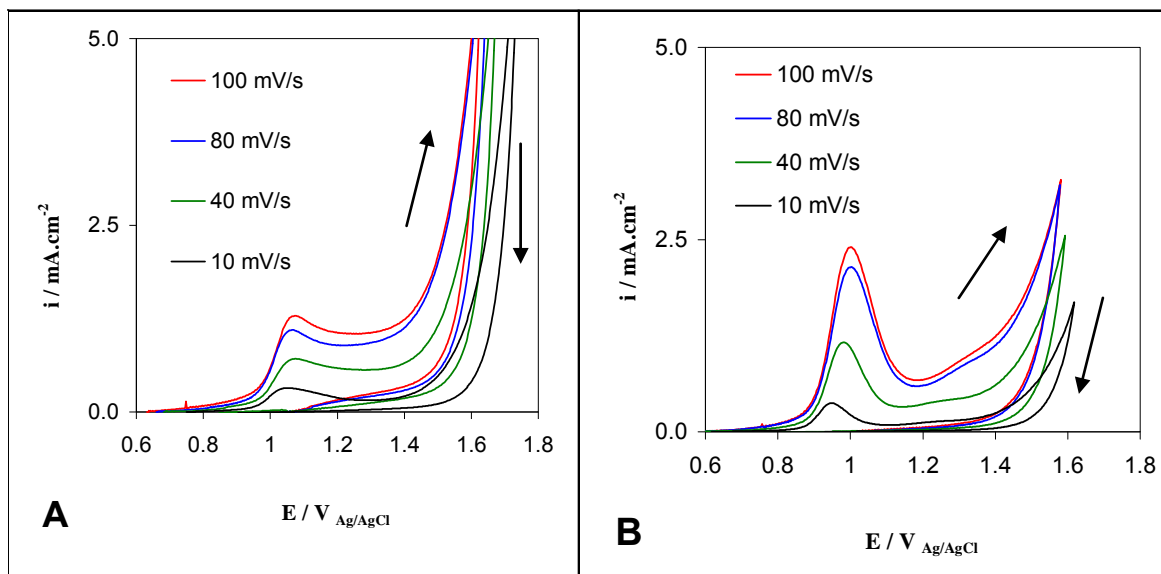 5.0
100 mV/s
80 mV/s
40 mV/s
10 mV/s
2.5
0.0
i / mA.cm-2
0.6 0.8 1 1.2 1.4 1.6 1.8
E / V Ag/AgCl
A
5.0
100 mV/s
80 mV/s
40 mV/s
10 mV/s
2.5
0.0
i / mA.cm-2
0.6 0.8 1 1.2 1.4 1.6 1.8
E / V Ag/AgCl
B